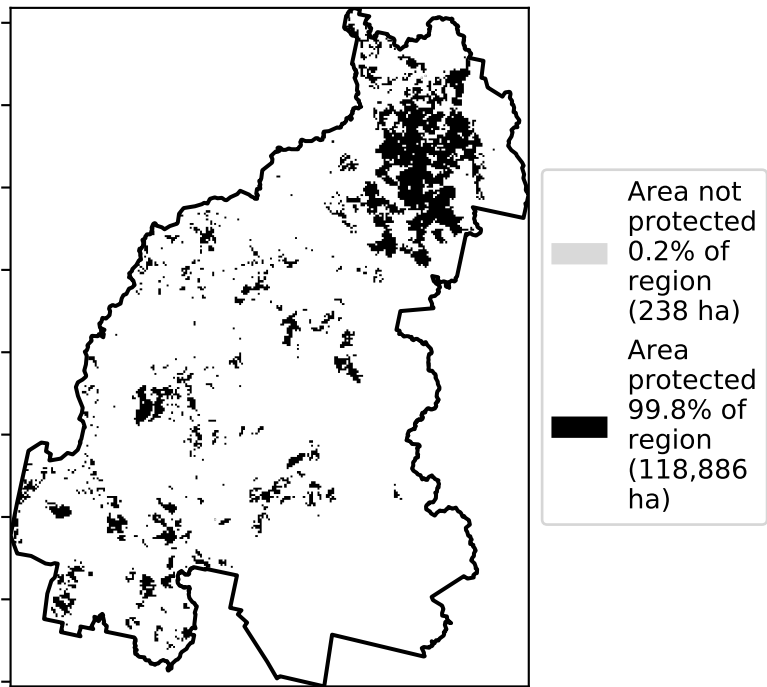 Area not
protected
0.2% of
region
(238 ha)
Area
protected
99.8% of
region
(118,886
ha)